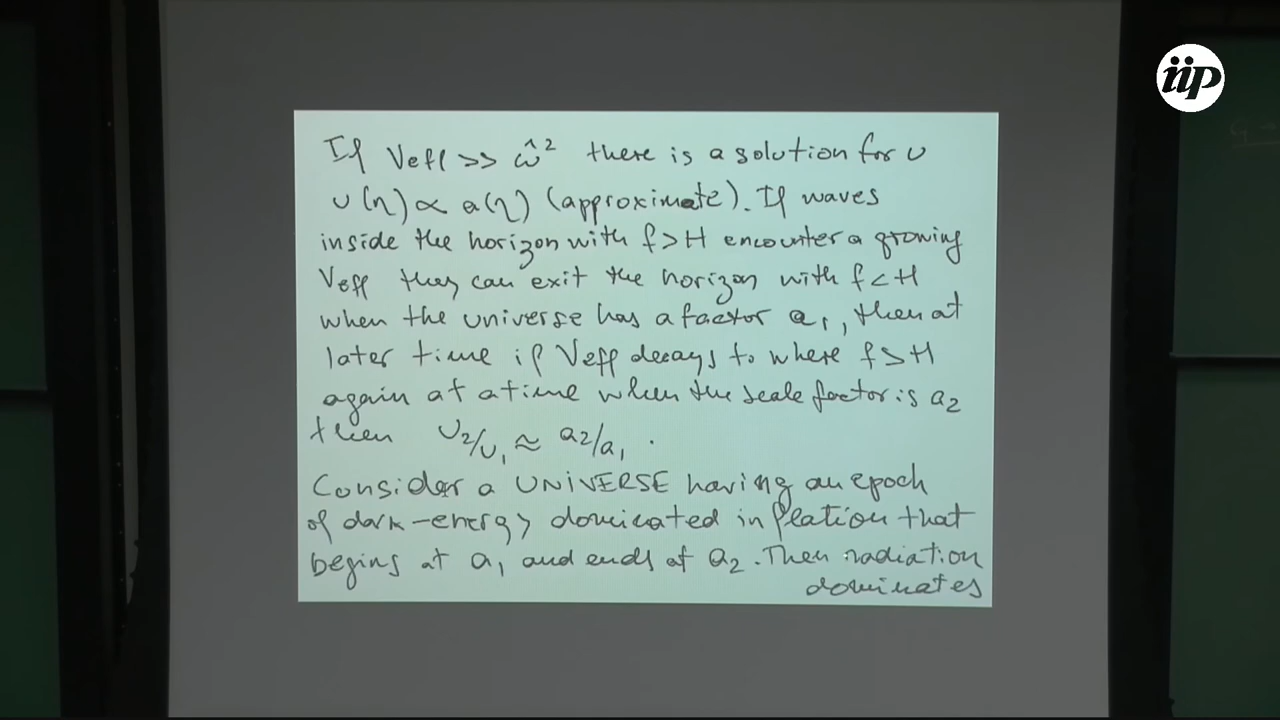 iip
If Veff >> ω̂² there is a solution for υ
υ(η) ∝ a(η) (approximate). If waves
inside the horizon with f > H encounter a growing
Veff they can exit the horizon with f < H
when the universe has a factor a₁, then at
later time if Veff decays to where f > H
again at a time when the scale factor is a₂
then υ₂/υ₁ ≈ a₂/a₁ .
Consider a UNIVERSE having an epoch
of dark-energy dominated inflation that
begins at a₁ and ends at a₂. Then radiation
dominates